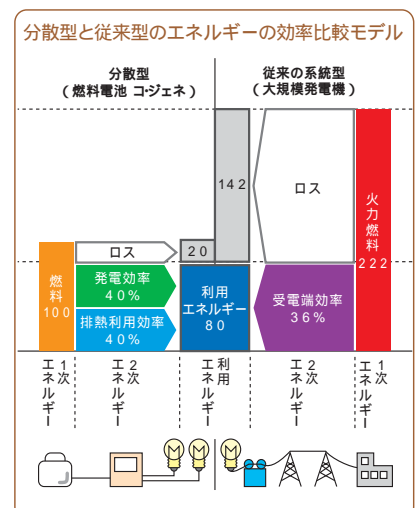 分散型と従来型のエネルギーの効率比較モデル
分散型
(燃料電池 コ・ジェネ)
従来の系統型
(大規模発電機)
142
ロス
火力燃料
222
ロス
20
燃料
100
発電効率
40%
排熱利用効率
40%
利用
エネルギー
80
受電端効率
36%
1次
エネルギー
2次
エネルギー
利用
エネルギー
2次
エネルギー
1次
エネルギー